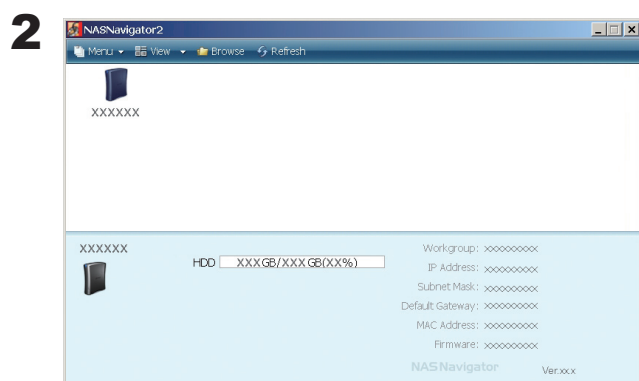 2
NASNavigator2
Menu View Browse Refresh
XXXXXX
XXXXXX
HDD XXXGB/XXXGB(XX%)
Workgroup: xxxxxxxxx
IP Address: xxxxxxxxx
Subnet Mask: xxxxxxxxx
Default Gateway: xxxxxxxxx
MAC Address: xxxxxxxxx
Firmware: xxxxxxxxx
NAS Navigator Ver.xx.x